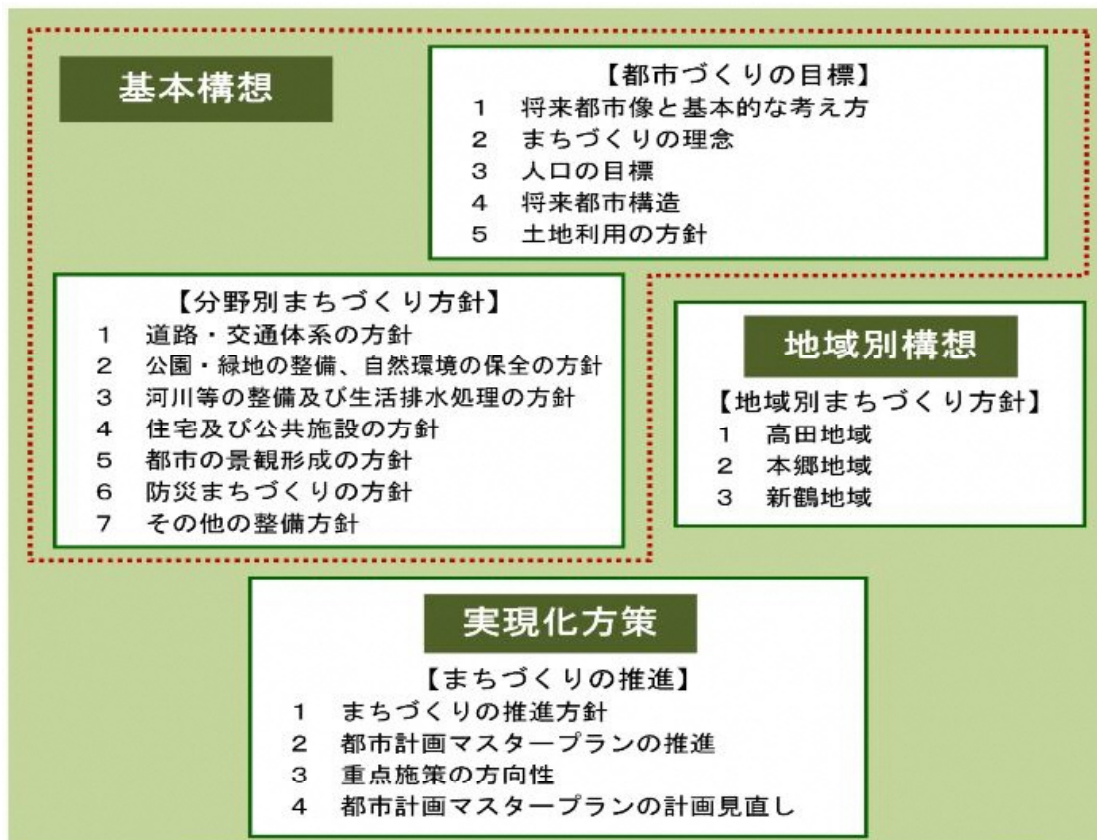 基本構想
【都市づくりの目標】
1 将来都市像と基本的な考え方
2 まちづくりの理念
3 人口の目標
4 将来都市構造
5 土地利用の方針
【分野別まちづくり方針】
1 道路・交通体系の方針
2 公園・緑地の整備、自然環境の保全の方針
3 河川等の整備及び生活排水処理の方針
4 住宅及び公共施設の方針
5 都市の景観形成の方針
6 防災まちづくりの方針
7 その他の整備方針
地域別構想
【地域別まちづくり方針】
1 高田地域
2 本郷地域
3 新鶴地域
実現化方策
【まちづくりの推進】
1 まちづくりの推進方針
2 都市計画マスタープランの推進
3 重点施策の方向性
4 都市計画マスタープランの計画見直し